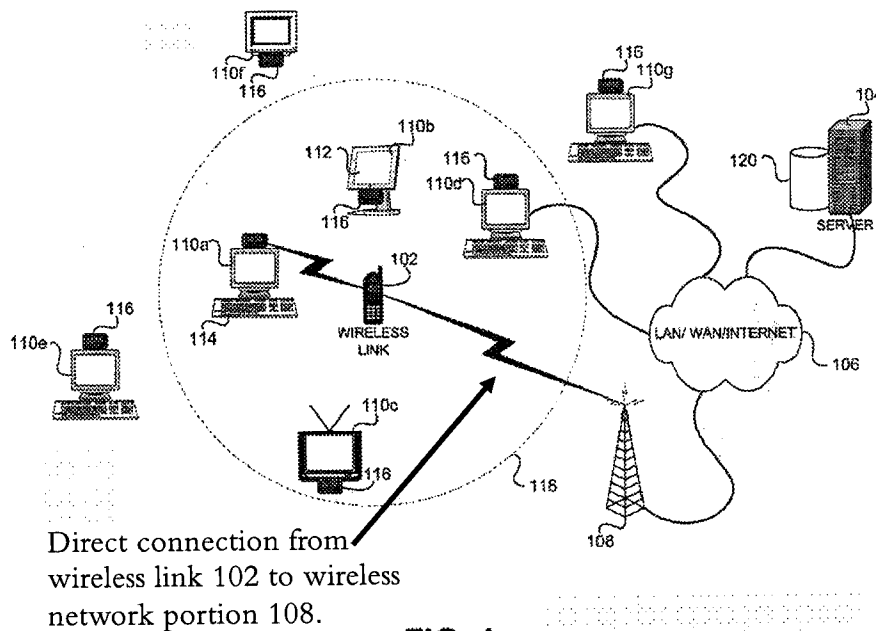 110f
116
116
110g
104
112
110b
116
110d
120
116
SERVER
110a
102
116
110e
114
WIRELESS
LINK
LAN/ WAN/INTERNET
106
110c
116
118
108
Direct connection from
wireless link 102 to wireless
network portion 108.